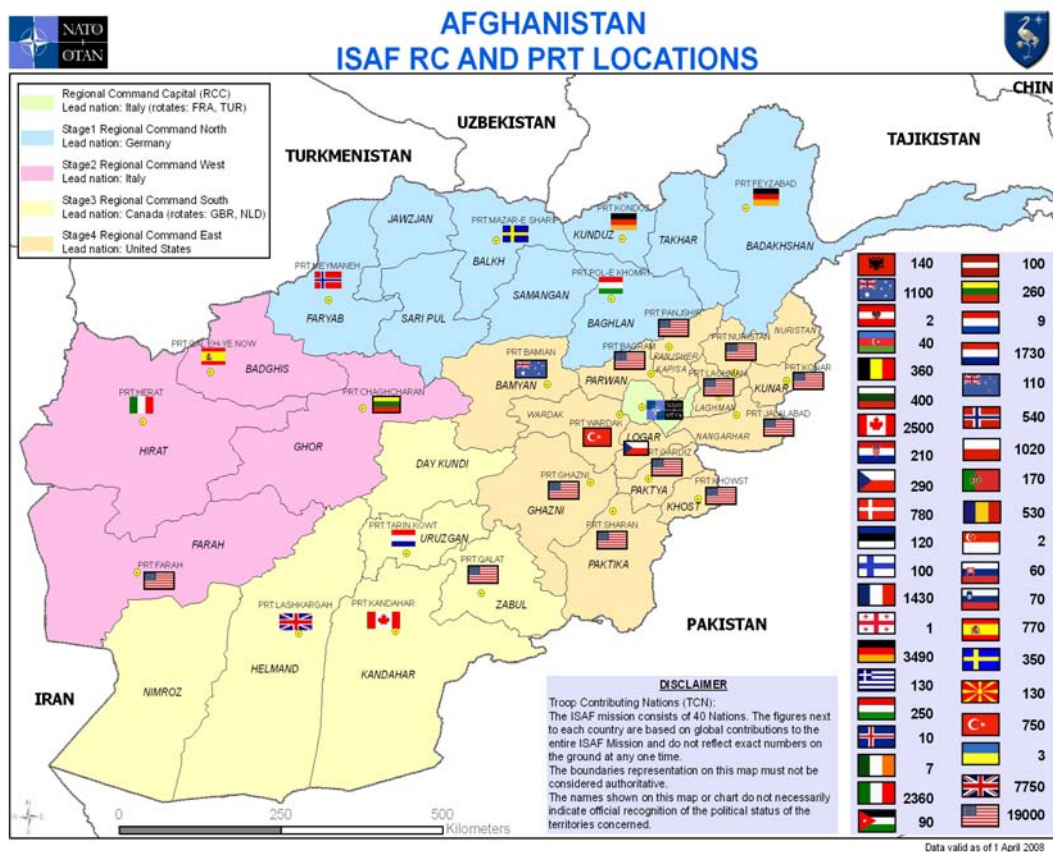 NATO
OTAN
AFGHANISTAN
ISAF RC AND PRT LOCATIONS
Regional Command Capital (RCC)
Lead nation: Italy (rotates: FRA, TUR)
Stage1 Regional Command North
Lead nation: Germany
Stage2 Regional Command West
Lead nation: Italy
Stage3 Regional Command South
Lead nation: Canada (rotates: GBR, NLD)
Stage4 Regional Command East
Lead nation: United States
CHIN
UZBEKISTAN
TAJIKISTAN
TURKMENISTAN
PRT FEYZABAD
PRT KONDOZ
JAWZJAN
PRT MAZAR-E SHARIF
KUNDUZ
TAKHAR
BADAKHSHAN
BALKH
PRT MEYMANEH
PRT POL-E KHOMRI
SAMANGAN
FARYAB
SARI PUL
BAGHLAN
PRT PANJSHIR
NURISTAN
PRT NURISTAN
PRT QALEH-YE NOW
BADGHIS
PRT BAGRAM
PANJSHER
PRT BAMIAN
KAPISA
PRT LAGHMAN
PRT KONAR
BAMYAN
PARWAN
KUNAR
PRT HERAT
PRT CHAGHCHARAN
LAGHMAN
WARDAK
NATO
OTAN
PRT WARDAK
PRT JALALABAD
HIRAT
GHOR
LOGAR
NANGARHAR
PRT GARDIZ
DAY KUNDI
PRT GHAZNI
PRT KHOWST
PAKTYA
GHAZNI
KHOST
PRT TARIN KOWT
PRT SHARAN
URUZGAN
FARAH
PRT QALAT
PAKTIKA
PRT FARAH
ZABUL
PRT LASHKARGAH
PRT KANDAHAR
PAKISTAN
HELMAND
KANDAHAR
NIMROZ
IRAN
140 100
1100 260
2 9
40 1730
360 110
400 540
2500 1020
210 170
290 530
780 2
120 60
100 70
1430 770
1 350
3490 130
130 750
250 3
10 7750
7 19000
2360
90
DISCLAIMER
Troop Contributing Nations (TCN):
The ISAF mission consists of 40 Nations. The figures next
to each country are based on global contributions to the
entire ISAF Mission and do not reflect exact numbers on
the ground at any one time.
The boundaries representation on this map must not be
considered authoritative.
The names shown on this map or chart do not necessarily
indicate official recognition of the political status of the
territories concerned.
0 250 500
Kilometers
Data valid as of 1 April 2008